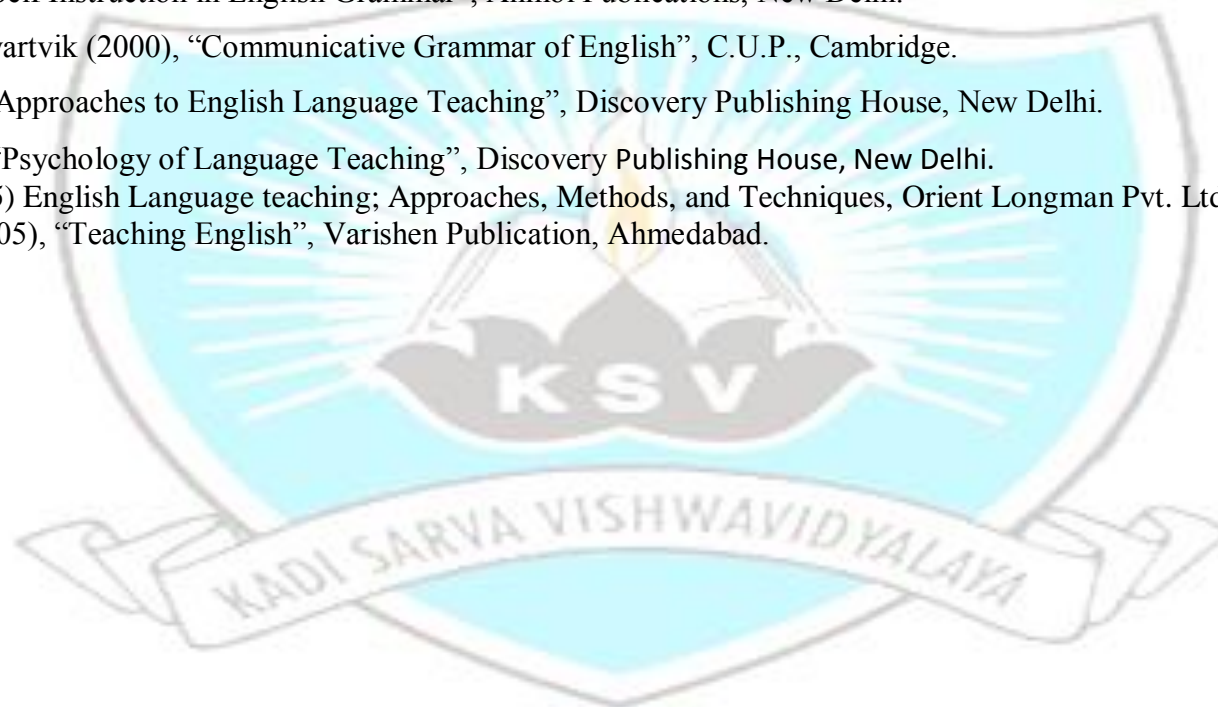 Self Instruction in English Grammar”, Anmol Publications, New Delhi.
vartvik (2000), “Communicative Grammar of English”, C.U.P., Cambridge.
Approaches to English Language Teaching”, Discovery Publishing House, New Delhi.
“Psychology of Language Teaching”, Discovery Publishing House, New Delhi.
5) English Language teaching; Approaches, Methods, and Techniques, Orient Longman Pvt. Ltd
05), “Teaching English”, Varishen Publication, Ahmedabad.
KSV
KADI SARVA VISHWAVIDYALAYA